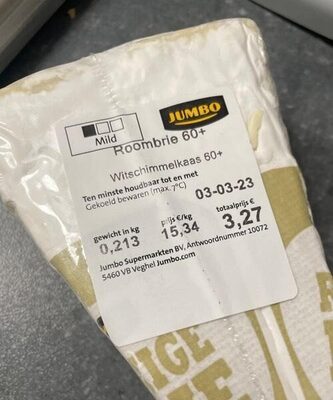 JUMBO
Mild
Roombrie 60+
Witschimmelkaas 60+
Ten minste houdbaar tot en met
Gekoeld bewaren (max. 7°C)
03-03-23
gewicht in kg
prijs €/kg
totaalprijs €
0,213
15,34
3,27
Jumbo Supermarkten BV, Antwoordnummer 10072
5460 VB Veghel Jumbo.com